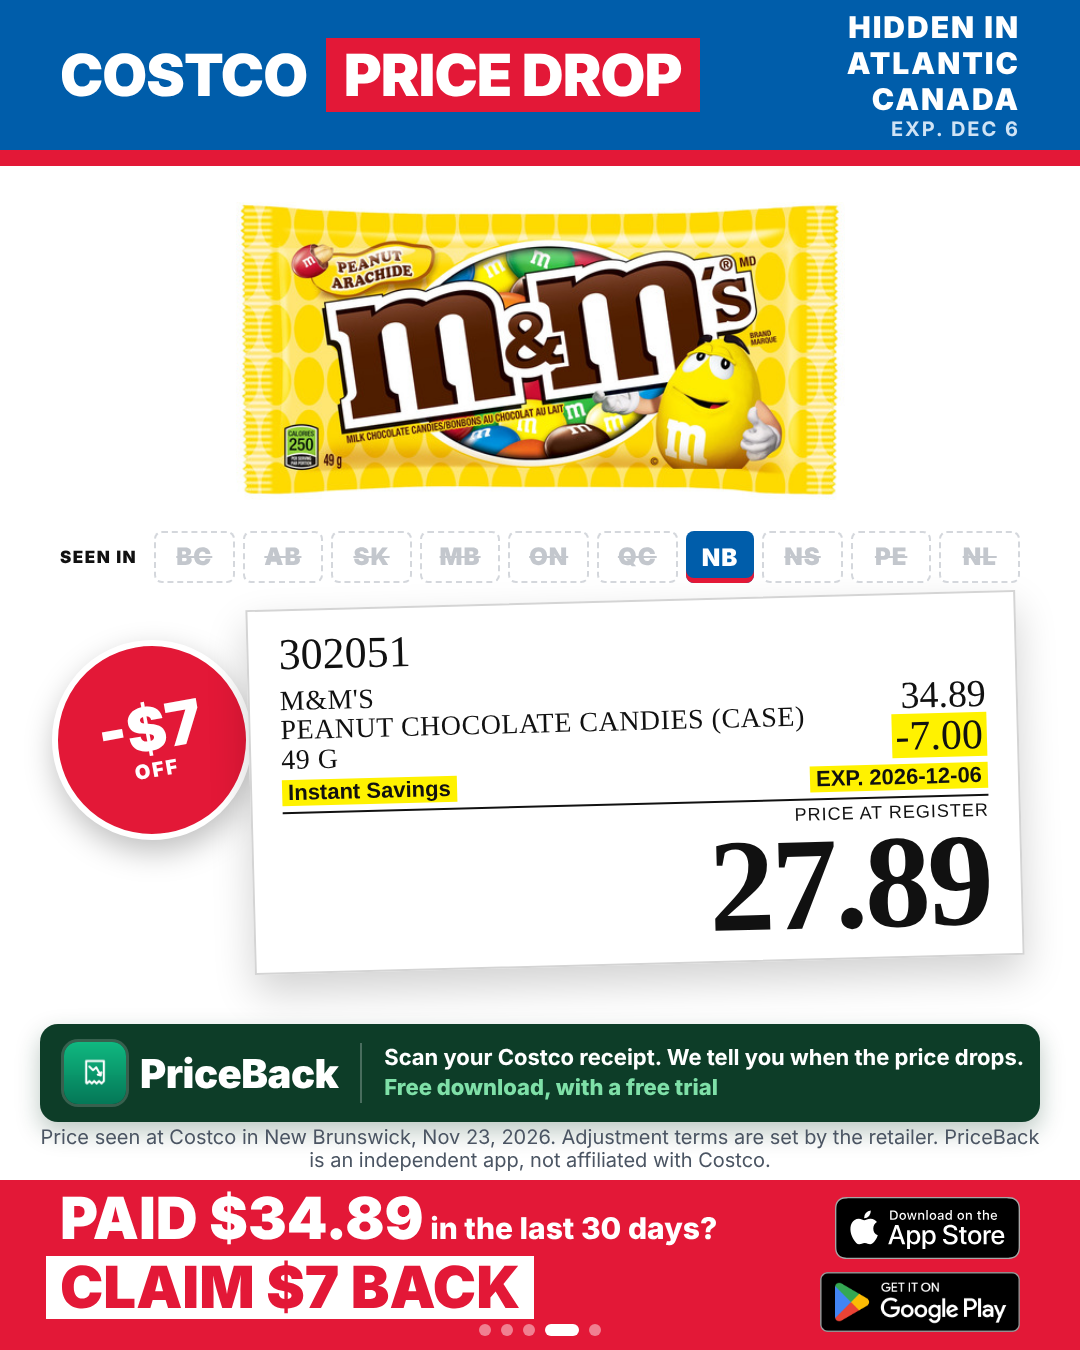 COSTCO PRICE DROP
HIDDEN IN
ATLANTIC
CANADA
EXP. DEC 6
PEANUT
ARACHIDE
m&m's
® MD
BRAND
MARQUE
MILK CHOCOLATE CANDIES/BONBONS AU CHOCOLAT AU LAIT
CALORIES
250
PER SERVING
PAR PORTION
49 g
©
SEEN IN BC AB SK MB ON QC NB NS PE NL
-$7
OFF
302051
M&M'S
PEANUT CHOCOLATE CANDIES (CASE)
49 G
Instant Savings
34.89
-7.00
EXP. 2026-12-06
PRICE AT REGISTER
27.89
PriceBack
Scan your Costco receipt. We tell you when the price drops.
Free download, with a free trial
Price seen at Costco in New Brunswick, Nov 23, 2026. Adjustment terms are set by the retailer. PriceBack
is an independent app, not affiliated with Costco.
PAID $34.89 in the last 30 days?
CLAIM $7 BACK
Download on the
App Store
GET IT ON
Google Play